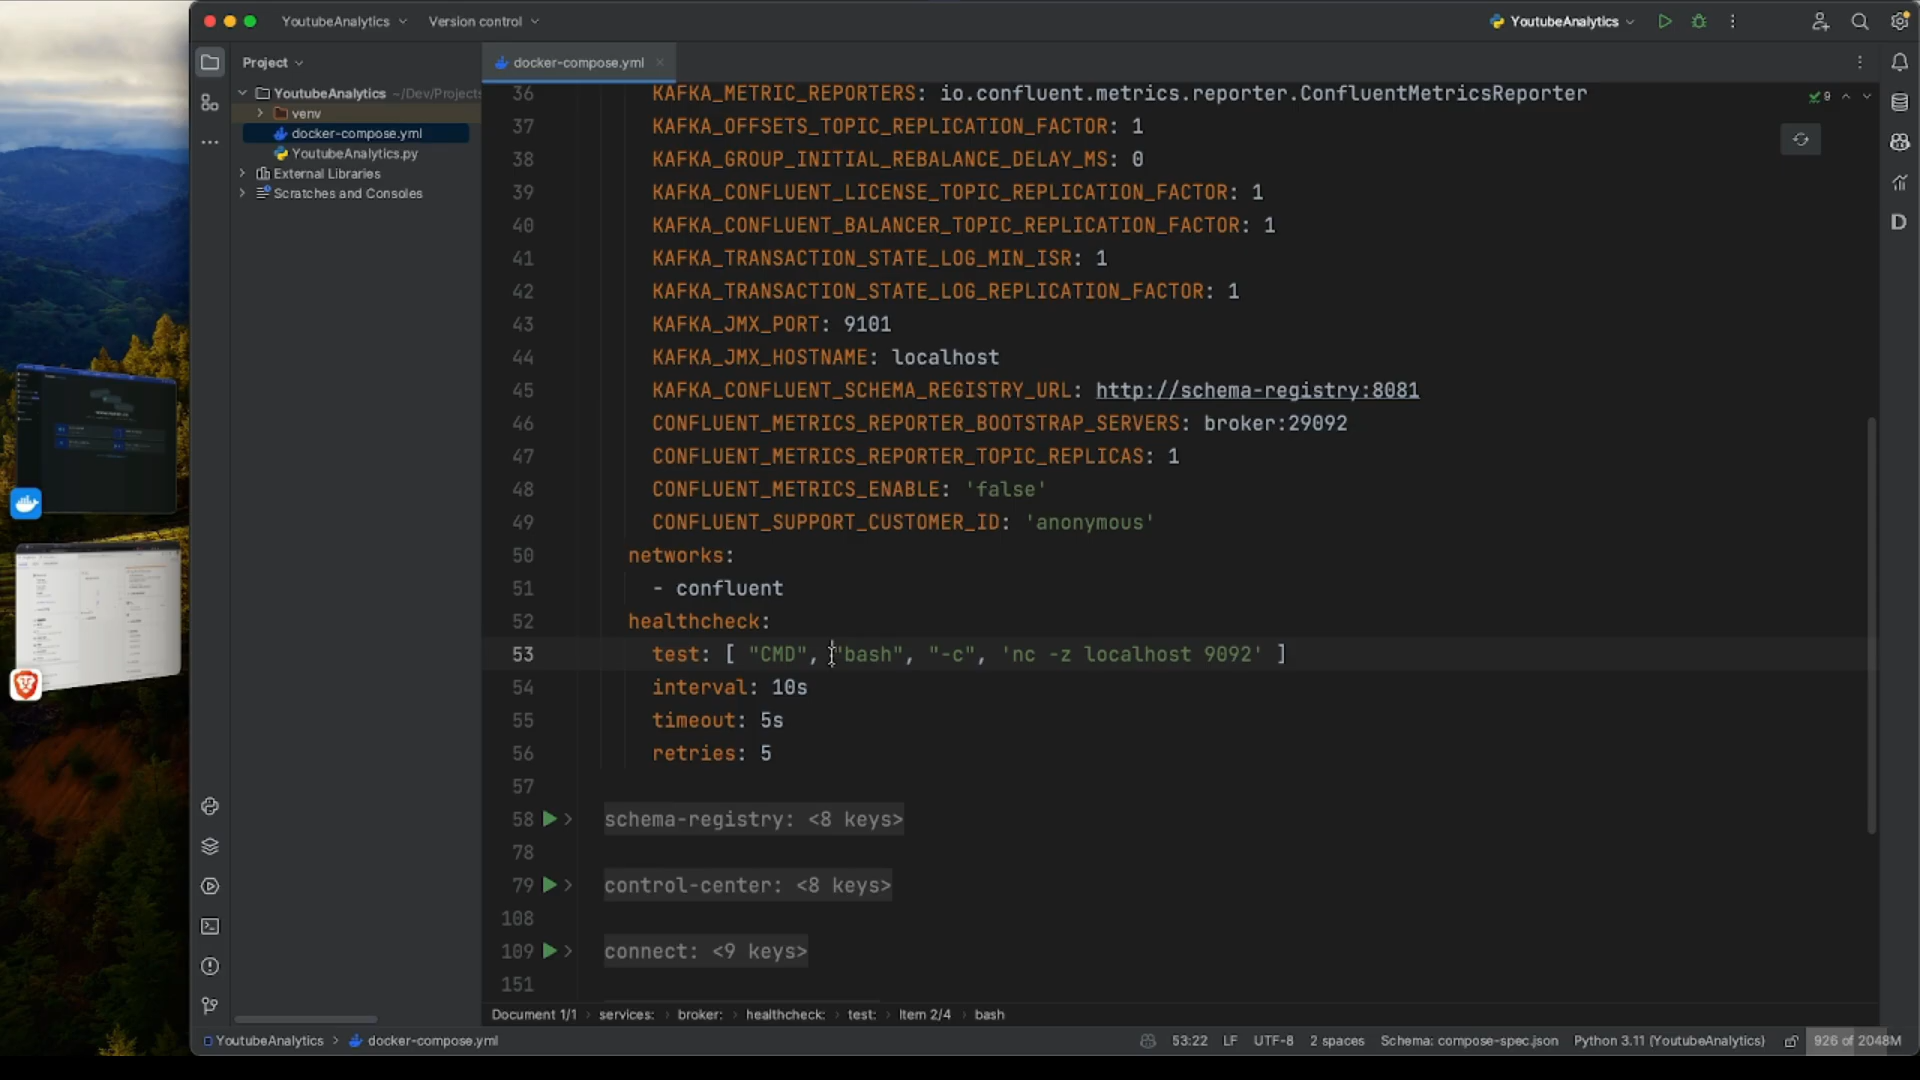 YoutubeAnalytics
Version control
YoutubeAnalytics
Project
docker-compose.yml
YoutubeAnalytics ~/Dev/Projects
venv
docker-compose.yml
YoutubeAnalytics.py
External Libraries
Scratches and Consoles
36 KAFKA_METRIC_REPORTERS: io.confluent.metrics.reporter.ConfluentMetricsReporter
9
37 KAFKA_OFFSETS_TOPIC_REPLICATION_FACTOR: 1
38 KAFKA_GROUP_INITIAL_REBALANCE_DELAY_MS: 0
39 KAFKA_CONFLUENT_LICENSE_TOPIC_REPLICATION_FACTOR: 1
40 KAFKA_CONFLUENT_BALANCER_TOPIC_REPLICATION_FACTOR: 1
41 KAFKA_TRANSACTION_STATE_LOG_MIN_ISR: 1
42 KAFKA_TRANSACTION_STATE_LOG_REPLICATION_FACTOR: 1
43 KAFKA_JMX_PORT: 9101
44 KAFKA_JMX_HOSTNAME: localhost
45 KAFKA_CONFLUENT_SCHEMA_REGISTRY_URL: http://schema-registry:8081
46 CONFLUENT_METRICS_REPORTER_BOOTSTRAP_SERVERS: broker:29092
47 CONFLUENT_METRICS_REPORTER_TOPIC_REPLICAS: 1
48 CONFLUENT_METRICS_ENABLE: 'false'
49 CONFLUENT_SUPPORT_CUSTOMER_ID: 'anonymous'
50 networks:
51 - confluent
52 healthcheck:
53 test: [ "CMD", "bash", "-c", 'nc -z localhost 9092' ]
54 interval: 10s
55 timeout: 5s
56 retries: 5
57
58 schema-registry: <8 keys>
78
79 control-center: <8 keys>
108
109 connect: <9 keys>
151
Document 1/1 services: broker: healthcheck: test: Item 2/4 bash
YoutubeAnalytics > docker-compose.yml
53:22 LF UTF-8 2 spaces Schema: compose-spec.json Python 3.11 (YoutubeAnalytics) 926 of 2048M